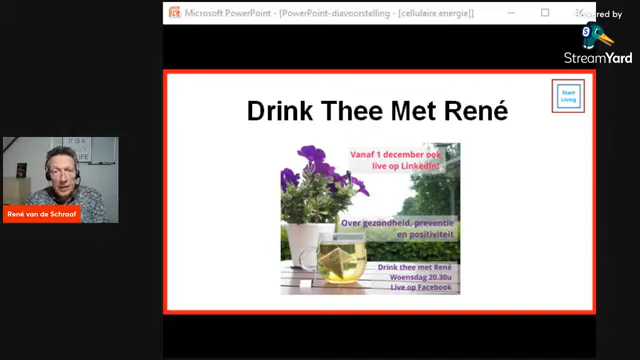 Microsoft PowerPoint - [PowerPoint-diavoorstelling - [cellulaire energie]]
Powered by
StreamYard
Start
Living
Drink Thee Met René
Vanaf 1 december ook
live op LinkedIn!
Over gezondheid, preventie
en positiviteit
Drink thee met René
Woensdag 20.30u
Live op Facebook
René van de Schraaf